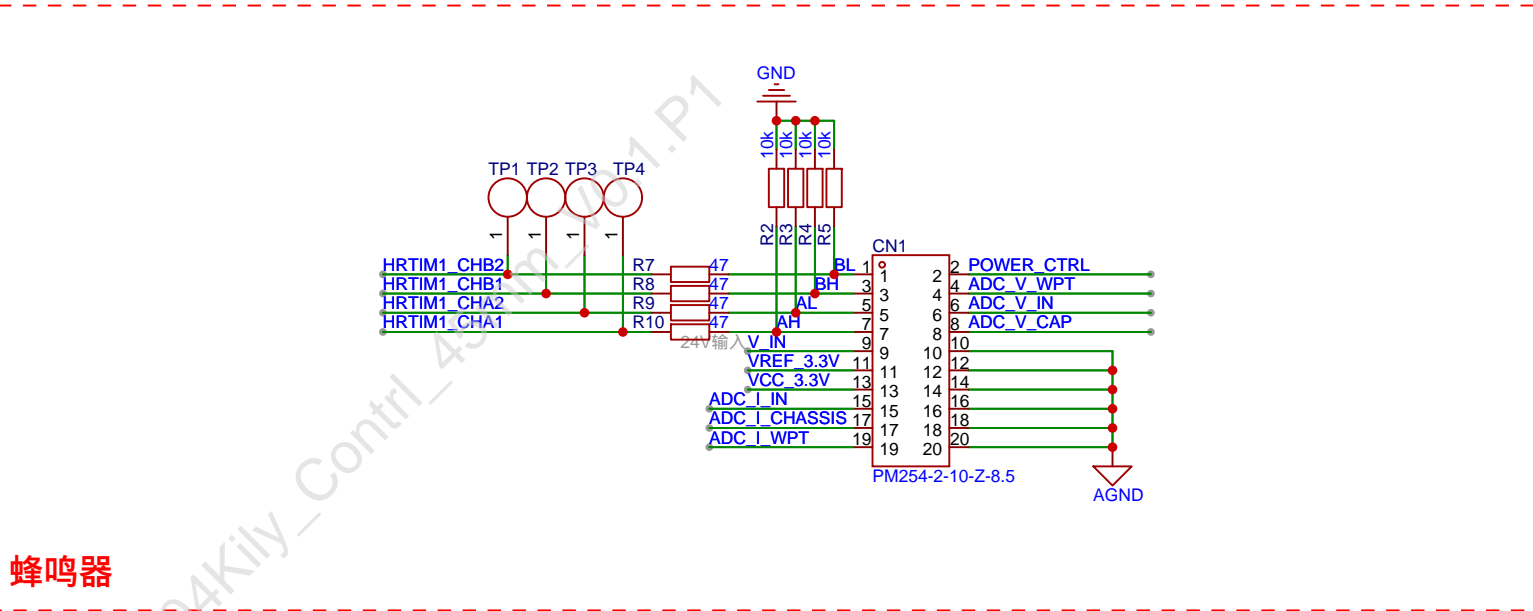 GND
10k 10k 10k 10k
TP1 TP2 TP3 TP4
1 1 1 1
R2 R3 R4 R5
CN1
HRTIM1_CHB2 R7 47 BL 1 1 2 2 POWER_CTRL
HRTIM1_CHB1 R8 47 BH 3 3 4 4 ADC_V_WPT
HRTIM1_CHA2 R9 47 AL 5 5 6 6 ADC_V_IN
HRTIM1_CHA1 R10 47 AH 7 7 8 8 ADC_V_CAP
24V输入 V_IN 9 9 10 10
VREF_3.3V 11 11 12 12
VCC_3.3V 13 13 14 14
ADC_I_IN 15 15 16 16
ADC_I_CHASSIS 17 17 18 18
ADC_I_WPT 19 19 20 20
PM254-2-10-Z-8.5
AGND
蜂鸣器